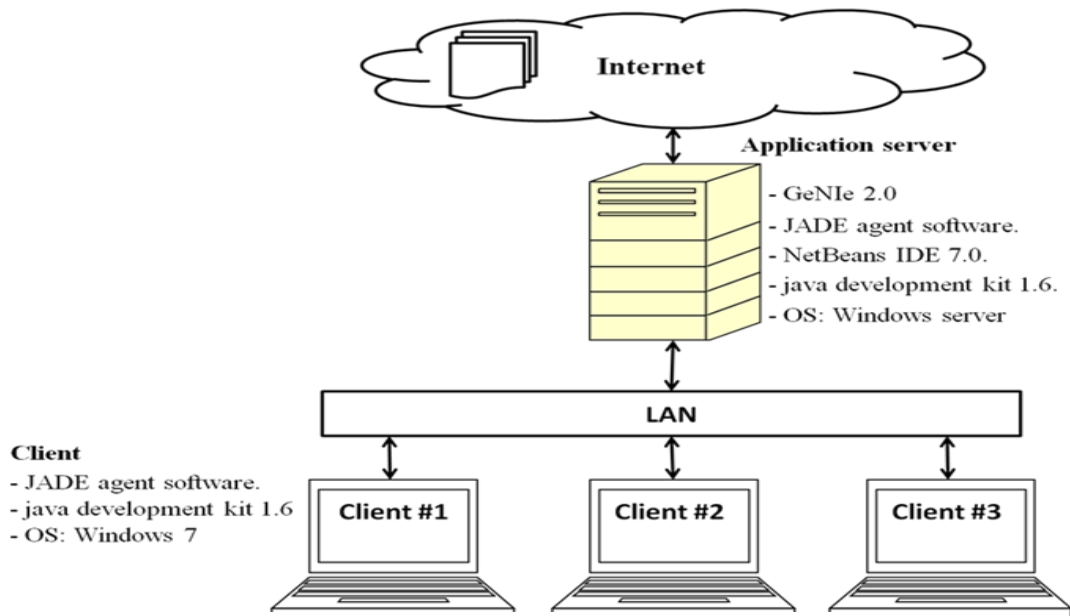 Internet
Application server
- GeNIe 2.0
- JADE agent software.
- NetBeans IDE 7.0.
- java development kit 1.6.
- OS: Windows server
LAN
Client
- JADE agent software.
- java development kit 1.6
- OS: Windows 7
Client #1
Client #2
Client #3